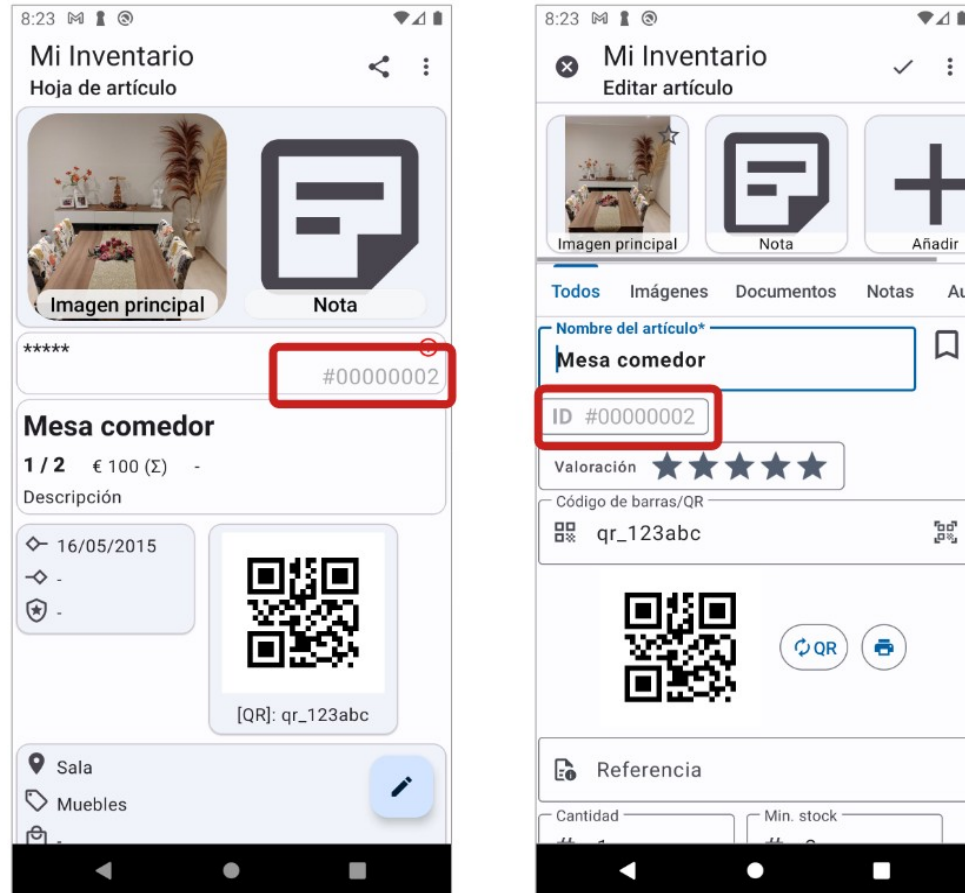 8:23
Mi Inventario
Hoja de artículo
Imagen principal
Nota
*****
#00000002
Mesa comedor
1 / 2 € 100 (Σ) -
Descripción
16/05/2015
-
-
[QR]: qr_123abc
Sala
Muebles
-
8:23
Mi Inventario
Editar artículo
Imagen principal
Nota
Añadir
Todos Imágenes Documentos Notas Au
Nombre del artículo*
Mesa comedor
ID #00000002
Valoración
Código de barras/QR
qr_123abc
QR
Referencia
Cantidad Min. stock